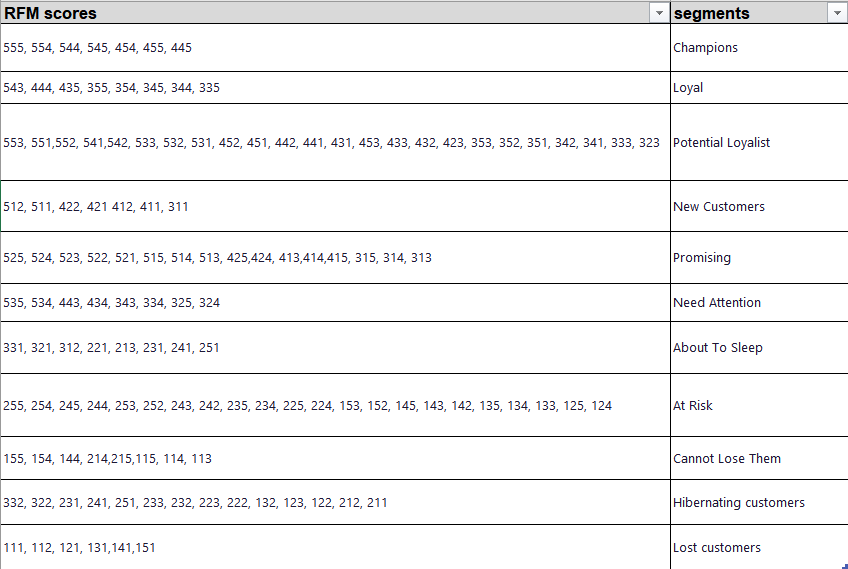 RFM scores segments
555, 554, 544, 545, 454, 455, 445 Champions
543, 444, 435, 355, 354, 345, 344, 335 Loyal
553, 551,552, 541,542, 533, 532, 531, 452, 451, 442, 441, 431, 453, 433, 432, 423, 353, 352, 351, 342, 341, 333, 323 Potential Loyalist
512, 511, 422, 421 412, 411, 311 New Customers
525, 524, 523, 522, 521, 515, 514, 513, 425,424, 413,414,415, 315, 314, 313 Promising
535, 534, 443, 434, 343, 334, 325, 324 Need Attention
331, 321, 312, 221, 213, 231, 241, 251 About To Sleep
255, 254, 245, 244, 253, 252, 243, 242, 235, 234, 225, 224, 153, 152, 145, 143, 142, 135, 134, 133, 125, 124 At Risk
155, 154, 144, 214,215,115, 114, 113 Cannot Lose Them
332, 322, 231, 241, 251, 233, 232, 223, 222, 132, 123, 122, 212, 211 Hibernating customers
111, 112, 121, 131,141,151 Lost customers